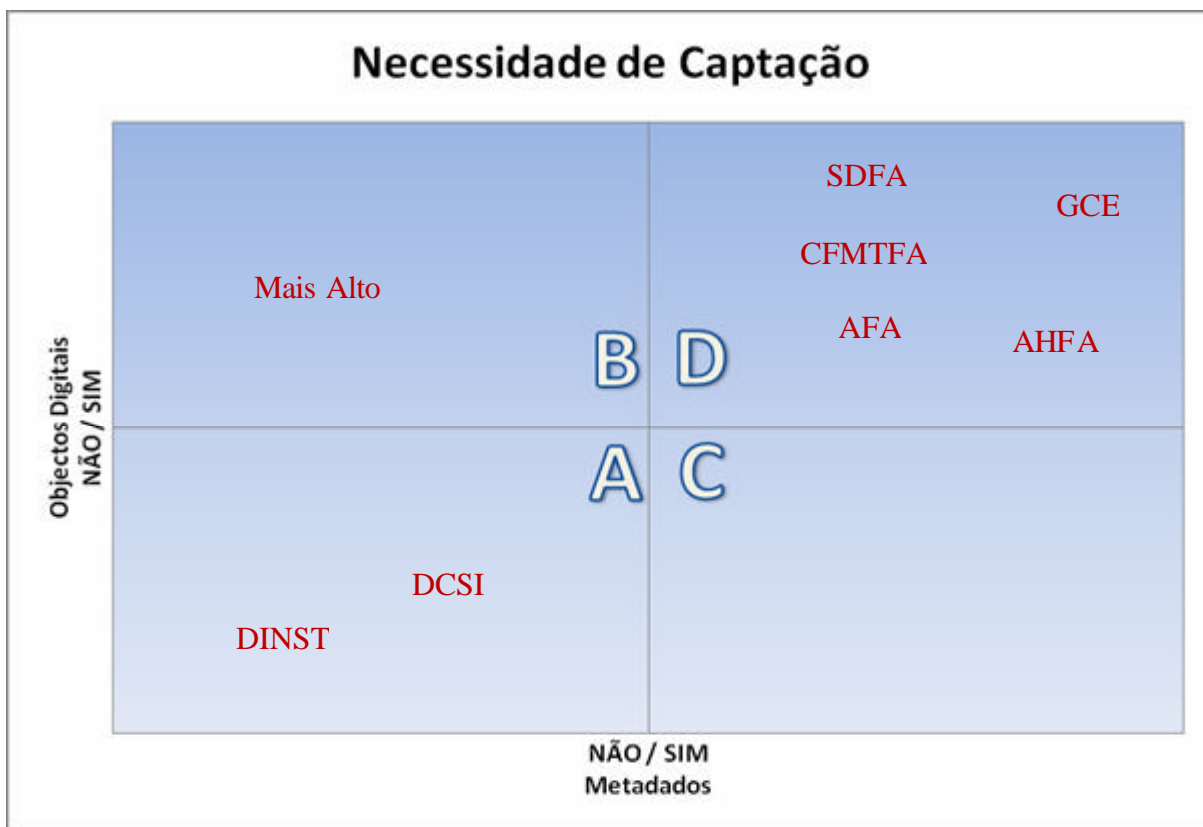 Necessidade de Captação
SDFA
GCE
CFMTFA
Mais Alto
AFA
AHFA
B D
Objectos Digitais
NÃO / SIM
A C
DCSI
DINST
NÃO / SIM
Metadados